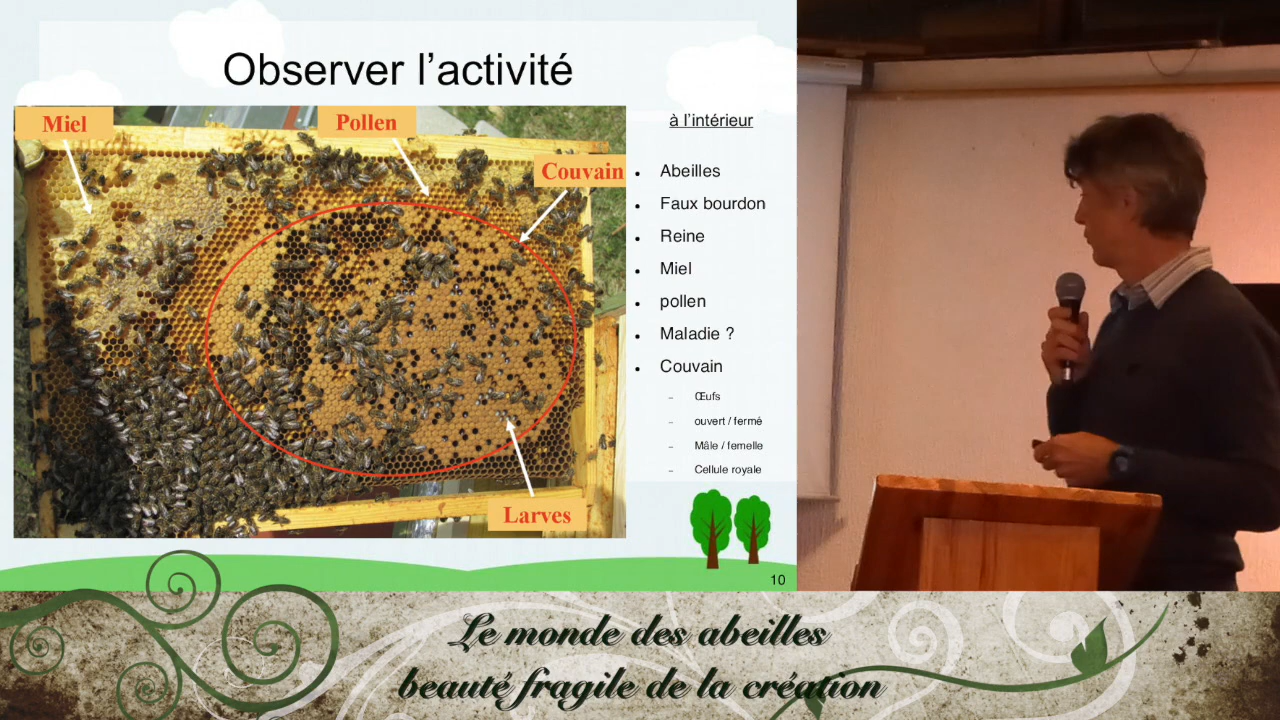 Observer l’activité
Miel
Pollen
Couvain
Larves
à l’intérieur
Abeilles
Faux bourdon
Reine
Miel
pollen
Maladie ?
Couvain
Œufs
ouvert / fermé
Mâle / femelle
Cellule royale
10
Le monde des abeilles
beauté fragile de la création